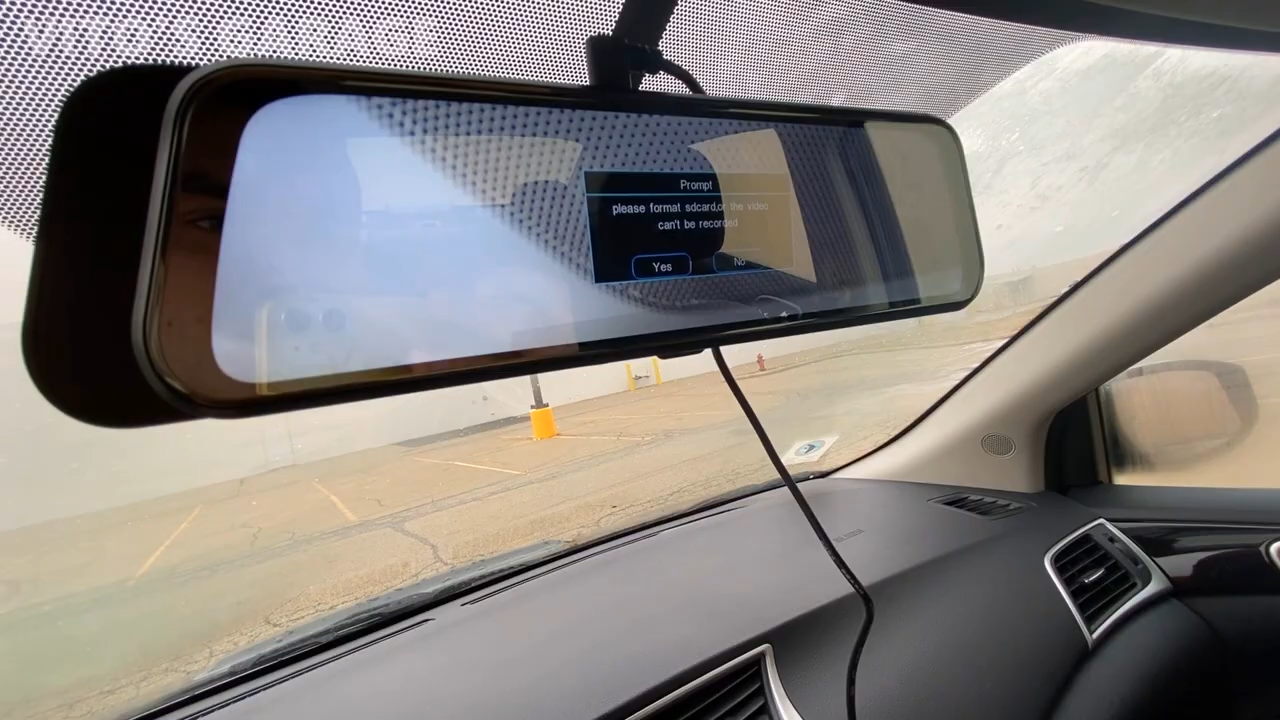 Prompt
please format sdcard,or the video
can't be recorded
Yes
No